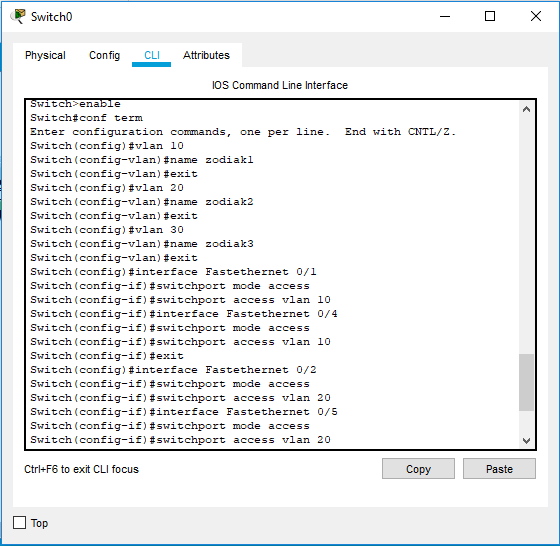 Switch0
Physical Config CLI Attributes
IOS Command Line Interface
Switch>enable
Switch#conf term
Enter configuration commands, one per line.  End with CNTL/Z.
Switch(config)#vlan 10
Switch(config-vlan)#name zodiak1
Switch(config-vlan)#exit
Switch(config)#vlan 20
Switch(config-vlan)#name zodiak2
Switch(config-vlan)#exit
Switch(config)#vlan 30
Switch(config-vlan)#name zodiak3
Switch(config-vlan)#exit
Switch(config)#interface Fastethernet 0/1
Switch(config-if)#switchport mode access
Switch(config-if)#switchport access vlan 10
Switch(config-if)#interface Fastethernet 0/4
Switch(config-if)#switchport mode access
Switch(config-if)#switchport access vlan 10
Switch(config-if)#exit
Switch(config)#interface Fastethernet 0/2
Switch(config-if)#switchport mode access
Switch(config-if)#switchport access vlan 20
Switch(config-if)#interface Fastethernet 0/5
Switch(config-if)#switchport mode access
Switch(config-if)#switchport access vlan 20
Ctrl+F6 to exit CLI focus
Copy Paste
Top